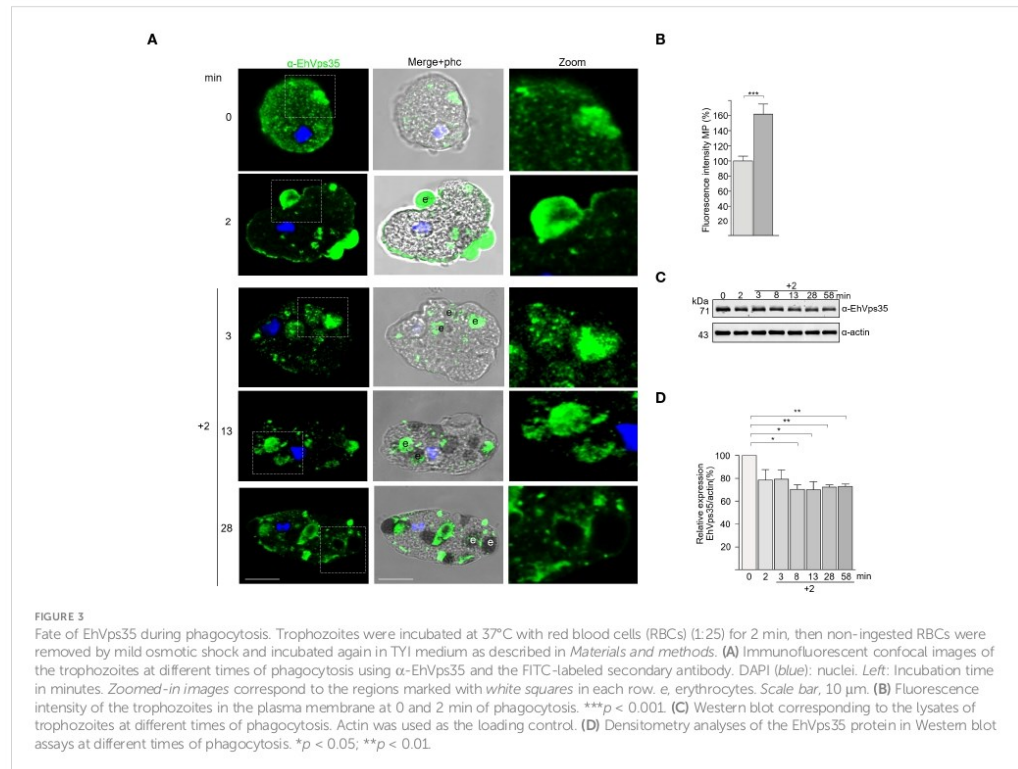 A
α-EhVps35
Merge+phc
Zoom
min
0
e
2
e
e
e
3
+2
e
e
13
e
e
28
B
***
Fluorescence intensity MP (%)
160
140
120
100
80
60
40
20
C
+2
0 2 3 8 13 28 58 min
kDa
71
α-EhVps35
43
α-actin
D
**
**
*
*
Relative expression
EhVps35/actin(%)
100
80
60
40
20
0 2 3 8 13 28 58 min
+2
FIGURE 3
Fate of EhVps35 during phagocytosis. Trophozoites were incubated at 37°C with red blood cells (RBCs) (1:25) for 2 min, then non-ingested RBCs were
removed by mild osmotic shock and incubated again in TYI medium as described in Materials and methods. (A) Immunofluorescent confocal images of
the trophozoites at different times of phagocytosis using α-EhVps35 and the FITC-labeled secondary antibody. DAPI (blue): nuclei. Left: Incubation time
in minutes. Zoomed-in images correspond to the regions marked with white squares in each row. e, erythrocytes. Scale bar, 10 μm. (B) Fluorescence
intensity of the trophozoites in the plasma membrane at 0 and 2 min of phagocytosis. ***p < 0.001. (C) Western blot corresponding to the lysates of
trophozoites at different times of phagocytosis. Actin was used as the loading control. (D) Densitometry analyses of the EhVps35 protein in Western blot
assays at different times of phagocytosis. *p < 0.05; **p < 0.01.